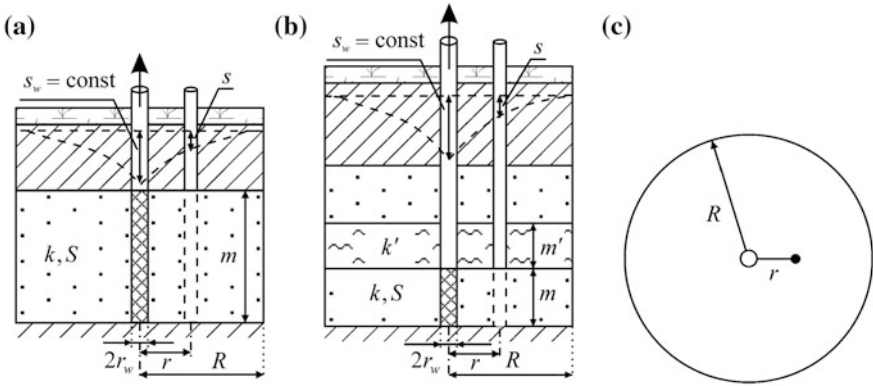 (a)
s_w = const
s
k, S
m
2r_w
r
R
(b)
s_w = const
s
k'
m'
k, S
m
2r_w
r
R
(c)
R
r